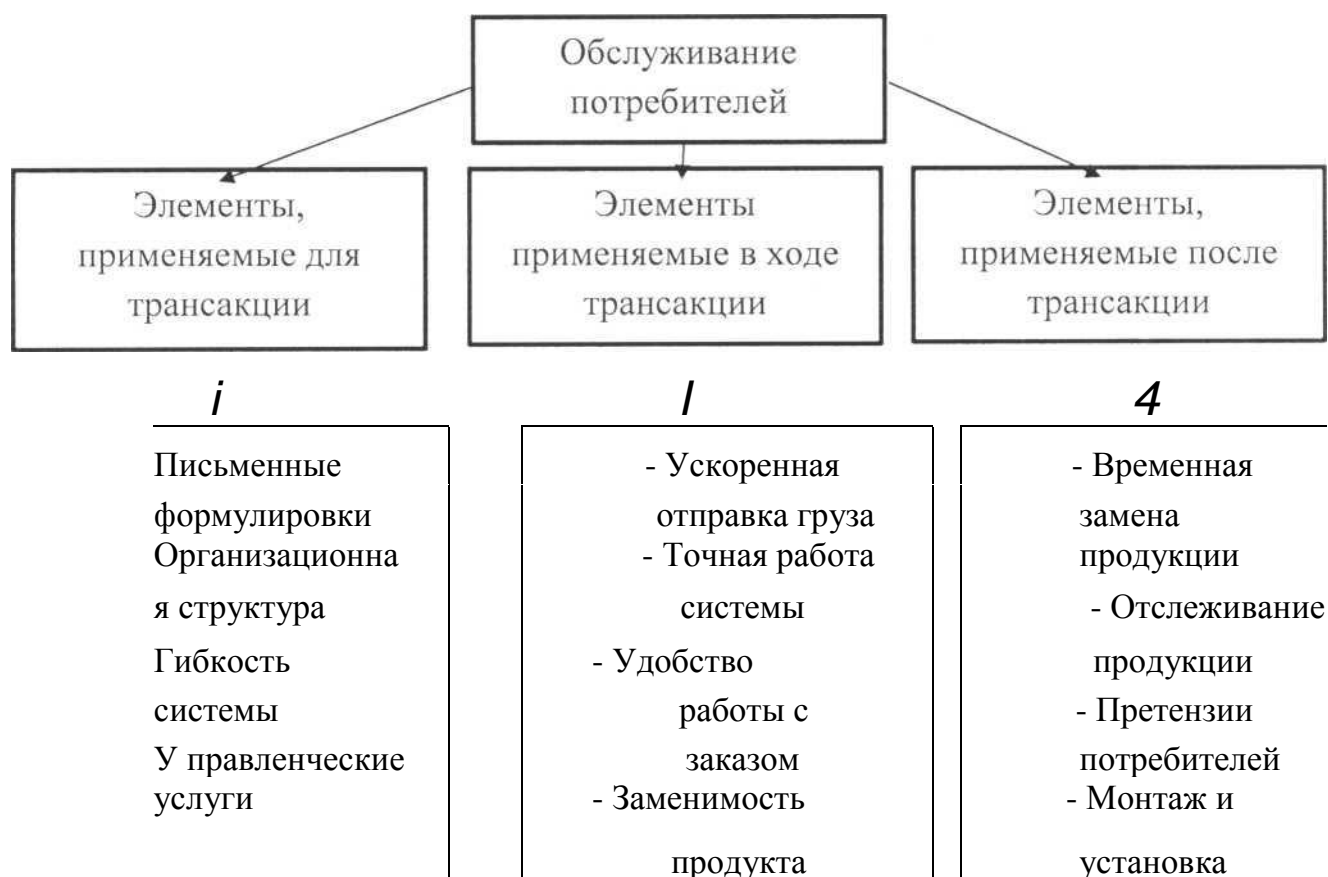 Обслуживание
потребителей
Элементы,
применяемые для
трансакции
Элементы
применяемые в ходе
трансакции
Элементы,
применяемые после
трансакции
i
l
4
Письменные
формулировки
Организационна
я структура
Гибкость
системы
У правленческие
услуги
- Ускоренная
отправка груза
- Точная работа
системы
- Удобство
работы с
заказом
- Заменимость
продукта
- Временная
замена
продукции
- Отслеживание
продукции
- Претензии
потребителей
- Монтаж и
установка